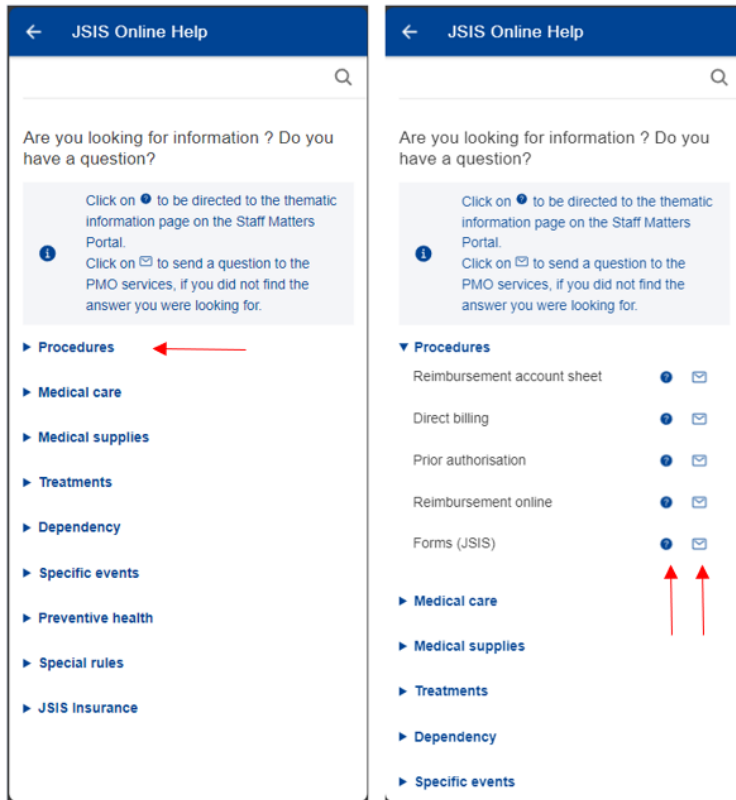 JSIS Online Help
Are you looking for information ? Do you
have a question?
Click on ? to be directed to the thematic
information page on the Staff Matters
Portal.
Click on to send a question to the
PMO services, if you did not find the
answer you were looking for.
Procedures
Medical care
Medical supplies
Treatments
Dependency
Specific events
Preventive health
Special rules
JSIS Insurance
JSIS Online Help
Are you looking for information ? Do you
have a question?
Click on ? to be directed to the thematic
information page on the Staff Matters
Portal.
Click on to send a question to the
PMO services, if you did not find the
answer you were looking for.
Procedures
Reimbursement account sheet
Direct billing
Prior authorisation
Reimbursement online
Forms (JSIS)
Medical care
Medical supplies
Treatments
Dependency
Specific events